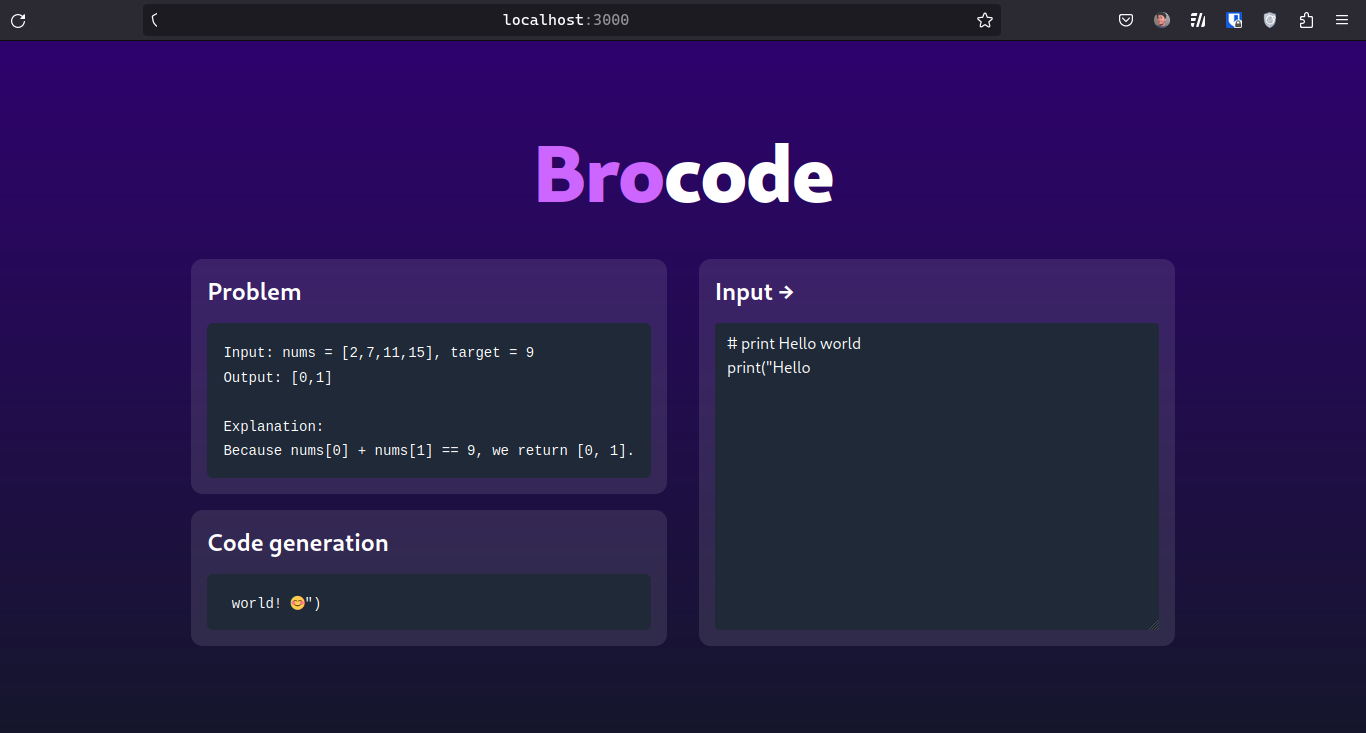 localhost:3000
Brocode
Problem
Input: nums = [2,7,11,15], target = 9
Output: [0,1]
Explanation:
Because nums[0] + nums[1] == 9, we return [0, 1].
Code generation
world! 😊")
Input →
# print Hello world
print("Hello